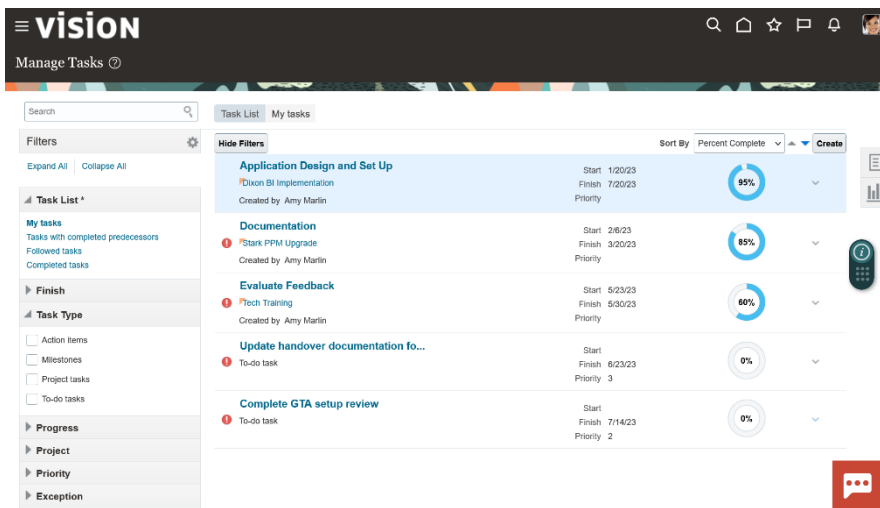 vision
Manage Tasks
Search
Task List My tasks
Filters
Hide Filters
Sort By Percent Complete Create
Expand All Collapse All
Task List *
My tasks
Tasks with completed predecessors
Followed tasks
Completed tasks
Finish
Task Type
Action items
Milestones
Project tasks
To-do tasks
Progress
Project
Priority
Exception
Application Design and Set Up
Dixon BI Implementation
Created by Amy Marlin
Start 1/20/23
Finish 7/20/23
Priority
95%
Documentation
Stark PPM Upgrade
Created by Amy Marlin
Start 2/6/23
Finish 3/20/23
Priority
85%
Evaluate Feedback
Tech Training
Created by Amy Marlin
Start 5/23/23
Finish 5/30/23
Priority
60%
Update handover documentation fo...
To-do task
Start
Finish 6/23/23
Priority 3
0%
Complete GTA setup review
To-do task
Start
Finish 7/14/23
Priority 2
0%